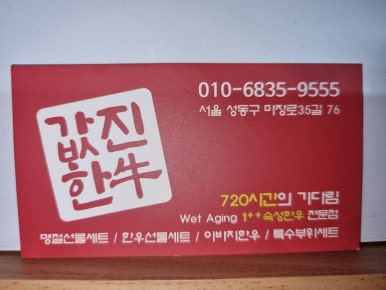 010-6835-9555
서울 성동구 마장로35길 76
값진
한牛
720시간의 기다림
Wet Aging 1++숙성한우 전문점
명절선물세트 / 한우선물세트 / 이바지한우 / 특수부위세트